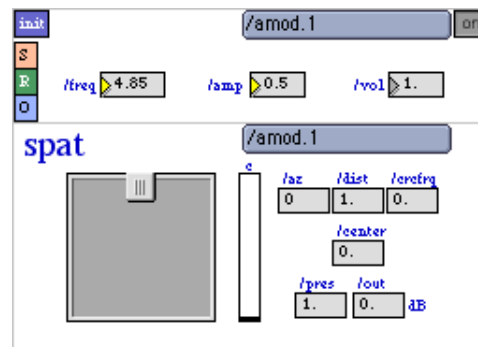 init /amod.1 on
S
R
O
/freq 4.85 /amp 0.5 /vol 1.
spat /amod.1
c
/az /dist /crcfrq
0 1. 0.
/center
0.
/pres /out
1. 0. dB